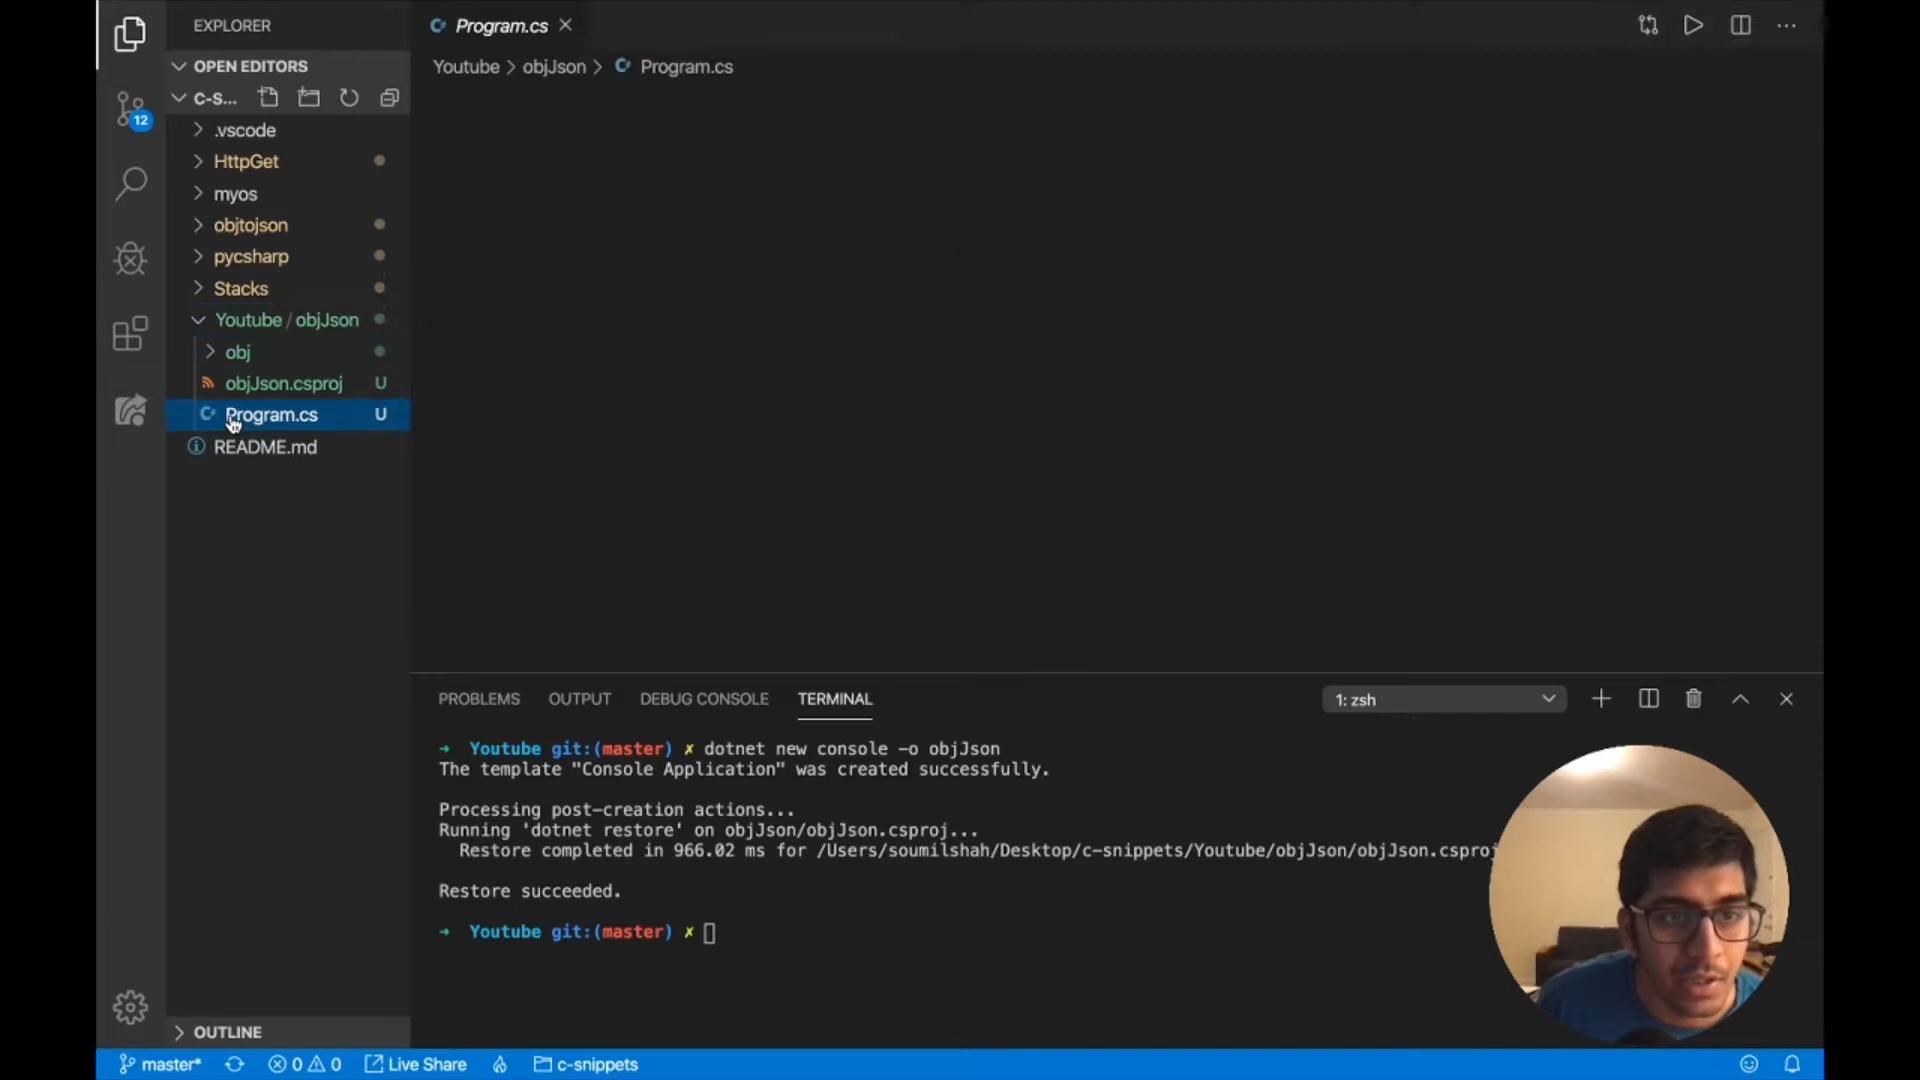 EXPLORER
OPEN EDITORS
C-S...
.vscode
HttpGet
myos
objtojson
pycsharp
Stacks
Youtube / objJson
obj
objJson.csproj U
Program.cs U
README.md
OUTLINE
12
Program.cs
Youtube > objJson > Program.cs
PROBLEMS OUTPUT DEBUG CONSOLE TERMINAL
1: zsh
→ Youtube git:(master) ✗ dotnet new console -o objJson
The template "Console Application" was created successfully.
Processing post-creation actions...
Running 'dotnet restore' on objJson/objJson.csproj...
Restore completed in 966.02 ms for /Users/soumilshah/Desktop/c-snippets/Youtube/objJson/objJson.csproj
Restore succeeded.
→ Youtube git:(master) ✗
master* 0 0 Live Share c-snippets